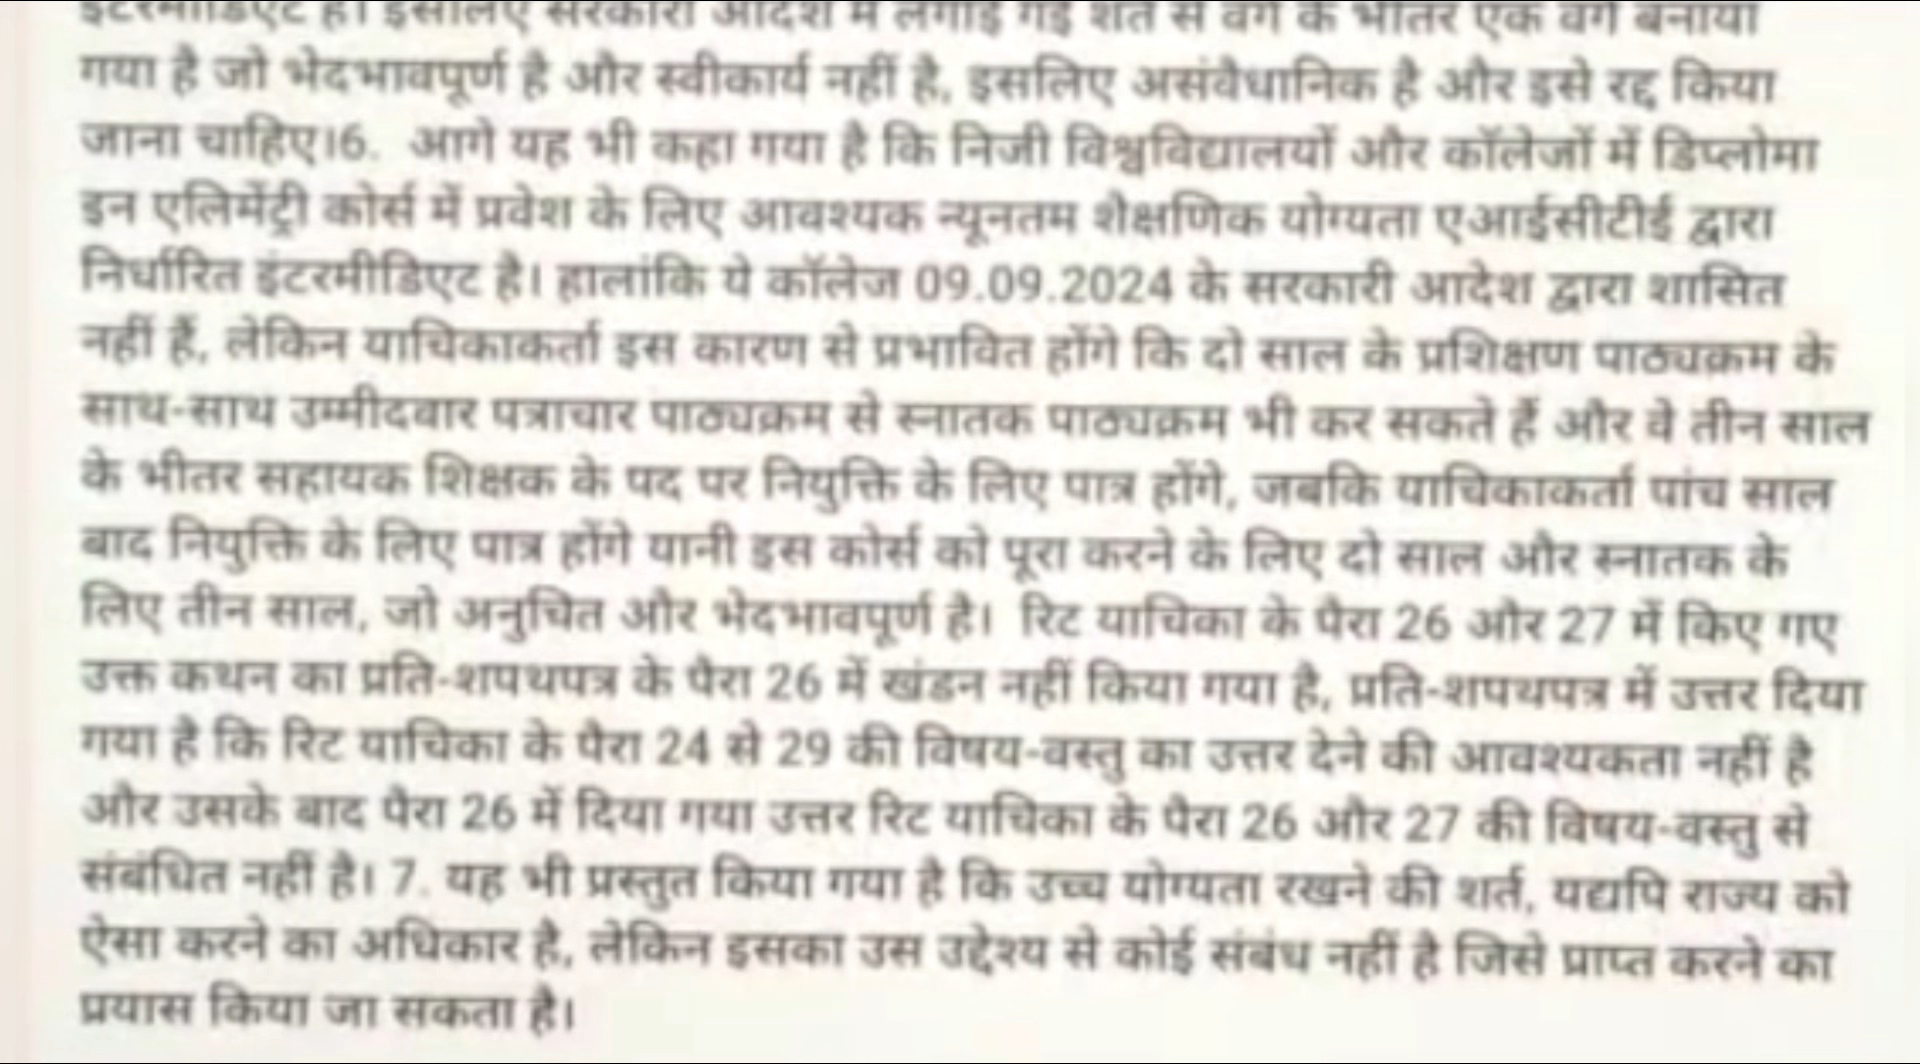 इंटरमीडिएट है। इसलिए सरकारी आदेश में लगाई गई शर्त से वर्ग के भीतर एक वर्ग बनाया
गया है जो भेदभावपूर्ण है और स्वीकार्य नहीं है, इसलिए असंवैधानिक है और इसे रद्द किया
जाना चाहिए।6. आगे यह भी कहा गया है कि निजी विश्वविद्यालयों और कॉलेजों में डिप्लोमा
इन एलिमेंट्री कोर्स में प्रवेश के लिए आवश्यक न्यूनतम शैक्षणिक योग्यता एआईसीटीई द्वारा
निर्धारित इंटरमीडिएट है। हालांकि ये कॉलेज 09.09.2024 के सरकारी आदेश द्वारा शासित
नहीं हैं, लेकिन याचिकाकर्ता इस कारण से प्रभावित होंगे कि दो साल के प्रशिक्षण पाठ्यक्रम के
साथ-साथ उम्मीदवार पत्राचार पाठ्यक्रम से स्नातक पाठ्यक्रम भी कर सकते हैं और वे तीन साल
के भीतर सहायक शिक्षक के पद पर नियुक्ति के लिए पात्र होंगे, जबकि याचिकाकर्ता पांच साल
बाद नियुक्ति के लिए पात्र होंगे यानी इस कोर्स को पूरा करने के लिए दो साल और स्नातक के
लिए तीन साल, जो अनुचित और भेदभावपूर्ण है। रिट याचिका के पैरा 26 और 27 में किए गए
उक्त कथन का प्रति-शपथपत्र के पैरा 26 में खंडन नहीं किया गया है, प्रति-शपथपत्र में उत्तर दिया
गया है कि रिट याचिका के पैरा 24 से 29 की विषय-वस्तु का उत्तर देने की आवश्यकता नहीं है
और उसके बाद पैरा 26 में दिया गया उत्तर रिट याचिका के पैरा 26 और 27 की विषय-वस्तु से
संबंधित नहीं है। 7. यह भी प्रस्तुत किया गया है कि उच्च योग्यता रखने की शर्त, यद्यपि राज्य को
ऐसा करने का अधिकार है, लेकिन इसका उस उद्देश्य से कोई संबंध नहीं है जिसे प्राप्त करने का
प्रयास किया जा सकता है।